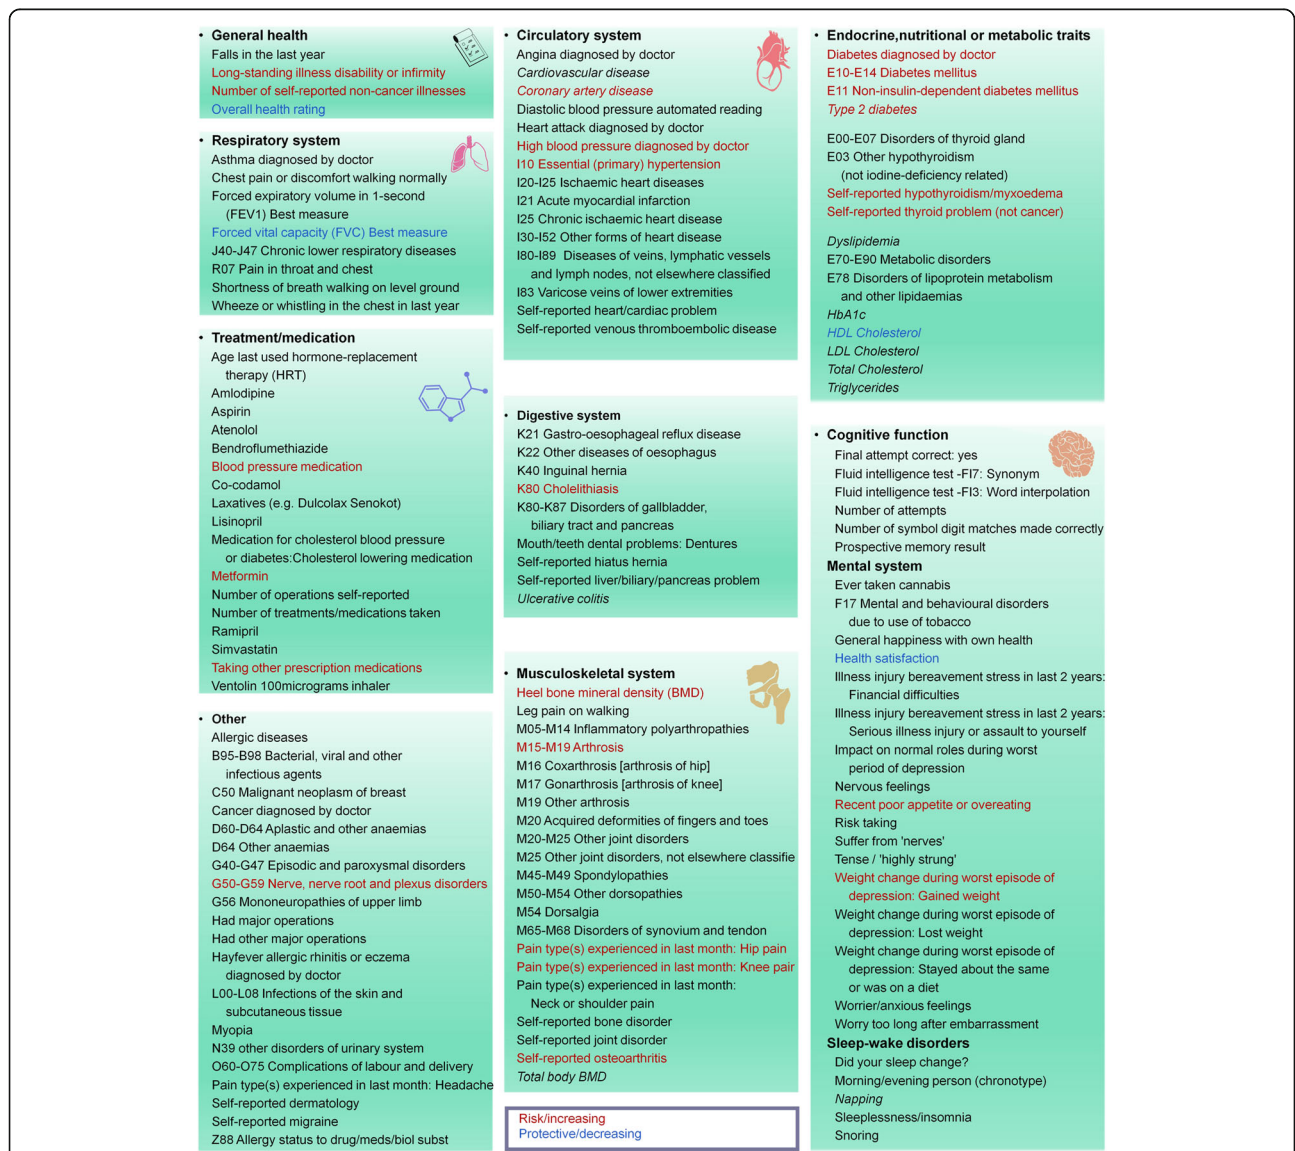 • General health
Falls in the last year
Long-standing illness disability or infirmity
Number of self-reported non-cancer illnesses
Overall health rating
• Respiratory system
Asthma diagnosed by doctor
Chest pain or discomfort walking normally
Forced expiratory volume in 1-second
(FEV1) Best measure
Forced vital capacity (FVC) Best measure
J40-J47 Chronic lower respiratory diseases
R07 Pain in throat and chest
Shortness of breath walking on level ground
Wheeze or whistling in the chest in last year
• Treatment/medication
Age last used hormone-replacement
therapy (HRT)
Amlodipine
Aspirin
Atenolol
Bendroflumethiazide
Blood pressure medication
Co-codamol
Laxatives (e.g. Dulcolax Senokot)
Lisinopril
Medication for cholesterol blood pressure
or diabetes:Cholesterol lowering medication
Metformin
Number of operations self-reported
Number of treatments/medications taken
Ramipril
Simvastatin
Taking other prescription medications
Ventolin 100micrograms inhaler
• Other
Allergic diseases
B95-B98 Bacterial, viral and other
infectious agents
C50 Malignant neoplasm of breast
Cancer diagnosed by doctor
D60-D64 Aplastic and other anaemias
D64 Other anaemias
G40-G47 Episodic and paroxysmal disorders
G50-G59 Nerve, nerve root and plexus disorders
G56 Mononeuropathies of upper limb
Had major operations
Had other major operations
Hayfever allergic rhinitis or eczema
diagnosed by doctor
L00-L08 Infections of the skin and
subcutaneous tissue
Myopia
N39 other disorders of urinary system
O60-O75 Complications of labour and delivery
Pain type(s) experienced in last month: Headache
Self-reported dermatology
Self-reported migraine
Z88 Allergy status to drug/meds/biol subst
• Circulatory system
Angina diagnosed by doctor
Cardiovascular disease
Coronary artery disease
Diastolic blood pressure automated reading
Heart attack diagnosed by doctor
High blood pressure diagnosed by doctor
I10 Essential (primary) hypertension
I20-I25 Ischaemic heart diseases
I21 Acute myocardial infarction
I25 Chronic ischaemic heart disease
I30-I52 Other forms of heart disease
I80-I89 Diseases of veins, lymphatic vessels
and lymph nodes, not elsewhere classified
I83 Varicose veins of lower extremities
Self-reported heart/cardiac problem
Self-reported venous thromboembolic disease
• Digestive system
K21 Gastro-oesophageal reflux disease
K22 Other diseases of oesophagus
K40 Inguinal hernia
K80 Cholelithiasis
K80-K87 Disorders of gallbladder,
biliary tract and pancreas
Mouth/teeth dental problems: Dentures
Self-reported hiatus hernia
Self-reported liver/biliary/pancreas problem
Ulcerative colitis
• Musculoskeletal system
Heel bone mineral density (BMD)
Leg pain on walking
M05-M14 Inflammatory polyarthropathies
M15-M19 Arthrosis
M16 Coxarthrosis [arthrosis of hip]
M17 Gonarthrosis [arthrosis of knee]
M19 Other arthrosis
M20 Acquired deformities of fingers and toes
M20-M25 Other joint disorders
M25 Other joint disorders, not elsewhere classifie
M45-M49 Spondylopathies
M50-M54 Other dorsopathies
M54 Dorsalgia
M65-M68 Disorders of synovium and tendon
Pain type(s) experienced in last month: Hip pain
Pain type(s) experienced in last month: Knee pair
Pain type(s) experienced in last month:
Neck or shoulder pain
Self-reported bone disorder
Self-reported joint disorder
Self-reported osteoarthritis
Total body BMD
Risk/increasing
Protective/decreasing
• Endocrine,nutritional or metabolic traits
Diabetes diagnosed by doctor
E10-E14 Diabetes mellitus
E11 Non-insulin-dependent diabetes mellitus
Type 2 diabetes
E00-E07 Disorders of thyroid gland
E03 Other hypothyroidism
(not iodine-deficiency related)
Self-reported hypothyroidism/myxoedema
Self-reported thyroid problem (not cancer)
Dyslipidemia
E70-E90 Metabolic disorders
E78 Disorders of lipoprotein metabolism
and other lipidaemias
HbA1c
HDL Cholesterol
LDL Cholesterol
Total Cholesterol
Triglycerides
• Cognitive function
Final attempt correct: yes
Fluid intelligence test -FI7: Synonym
Fluid intelligence test -FI3: Word interpolation
Number of attempts
Number of symbol digit matches made correctly
Prospective memory result
Mental system
Ever taken cannabis
F17 Mental and behavioural disorders
due to use of tobacco
General happiness with own health
Health satisfaction
Illness injury bereavement stress in last 2 years:
Financial difficulties
Illness injury bereavement stress in last 2 years:
Serious illness injury or assault to yourself
Impact on normal roles during worst
period of depression
Nervous feelings
Recent poor appetite or overeating
Risk taking
Suffer from 'nerves'
Tense / 'highly strung'
Weight change during worst episode of
depression: Gained weight
Weight change during worst episode of
depression: Lost weight
Weight change during worst episode of
depression: Stayed about the same
or was on a diet
Worrier/anxious feelings
Worry too long after embarrassment
Sleep-wake disorders
Did your sleep change?
Morning/evening person (chronotype)
Napping
Sleeplessness/insomnia
Snoring